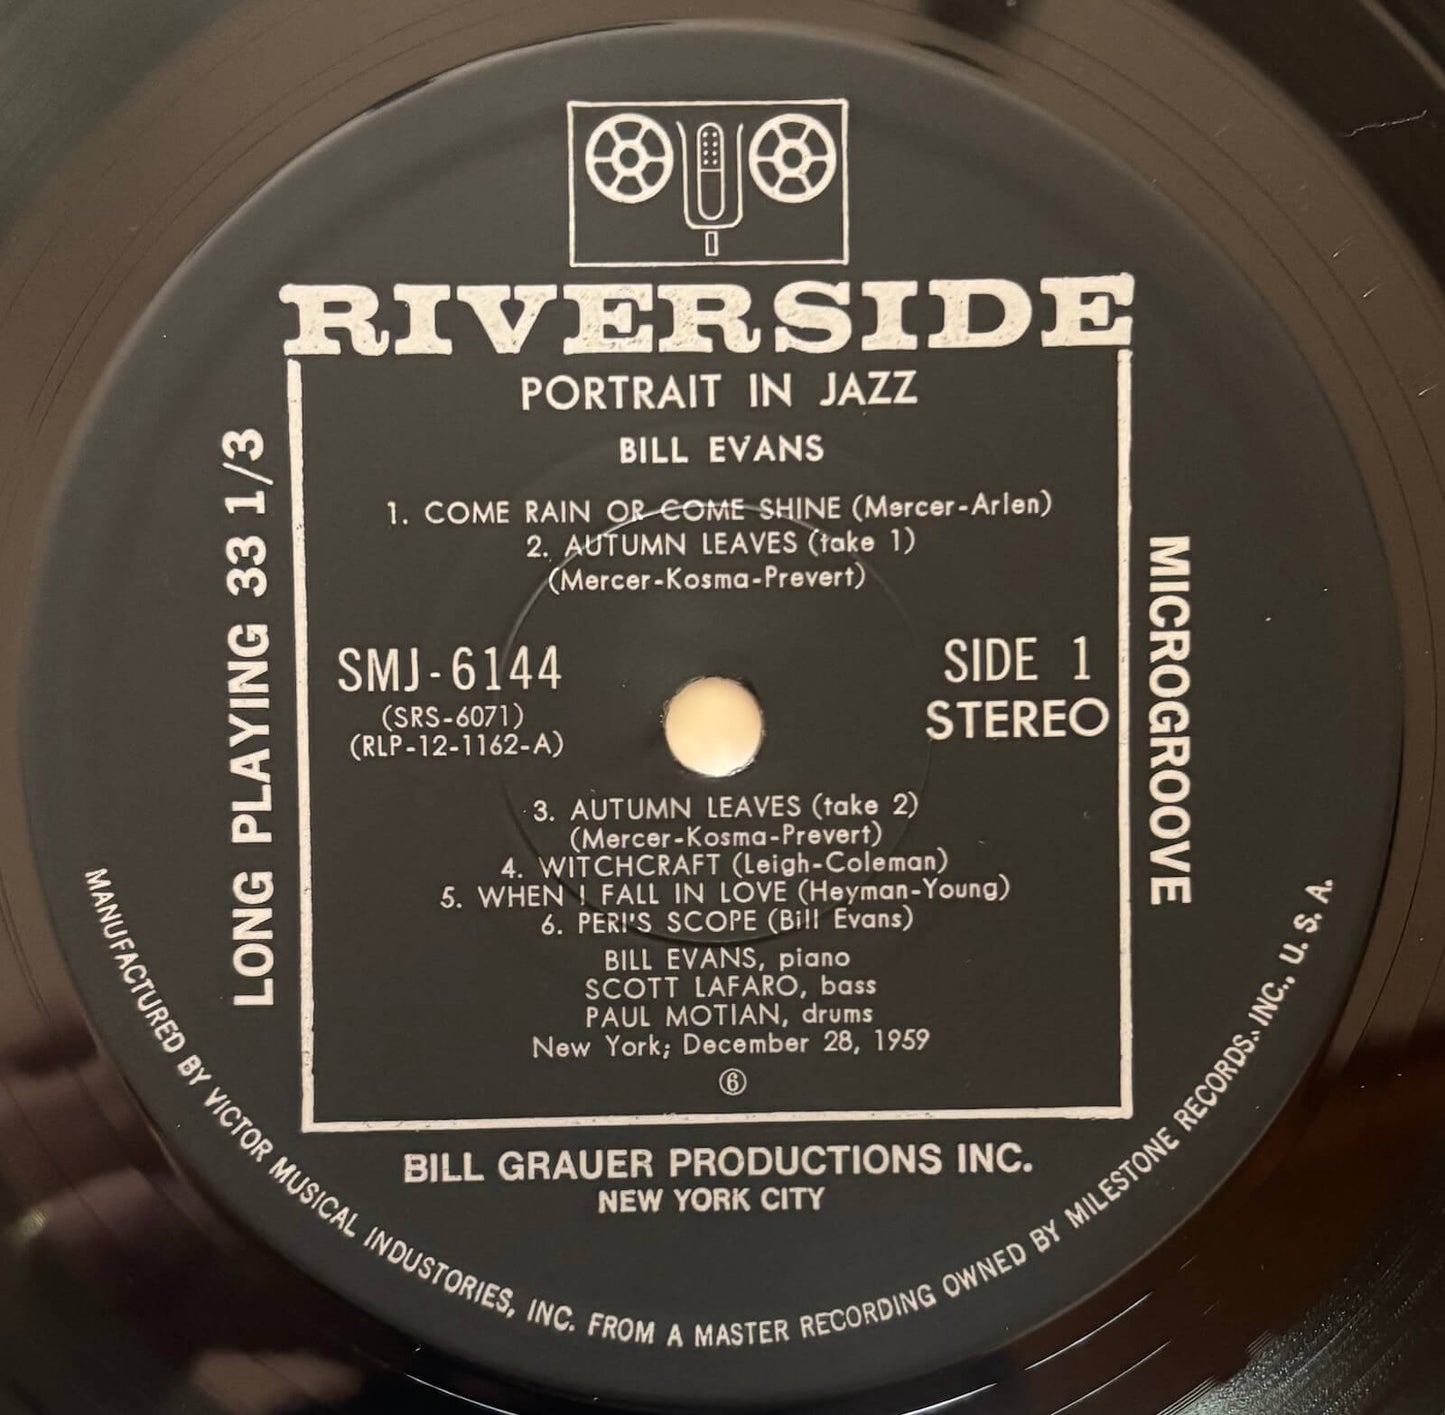 RIVERSIDE
PORTRAIT IN JAZZ
BILL EVANS
1. COME RAIN OR COME SHINE (Mercer-Arlen)
2. AUTUMN LEAVES (take 1)
(Mercer-Kosma-Prevert)
SMJ-6144
(SRS-6071)
(RLP-12-1162-A)
SIDE 1
STEREO
3. AUTUMN LEAVES (take 2)
(Mercer-Kosma-Prevert)
4. WITCHCRAFT (Leigh-Coleman)
5. WHEN I FALL IN LOVE (Heyman-Young)
6. PERI'S SCOPE (Bill Evans)
BILL EVANS, piano
SCOTT LAFARO, bass
PAUL MOTIAN, drums
New York; December 28, 1959
⑥
LONG PLAYING 33 1/3
MICROGROOVE
BILL GRAUER PRODUCTIONS INC.
NEW YORK CITY
MANUFACTURED BY VICTOR MUSICAL INDUSTORIES, INC. FROM A MASTER RECORDING OWNED BY MILESTONE RECORDS., INC., U. S. A.